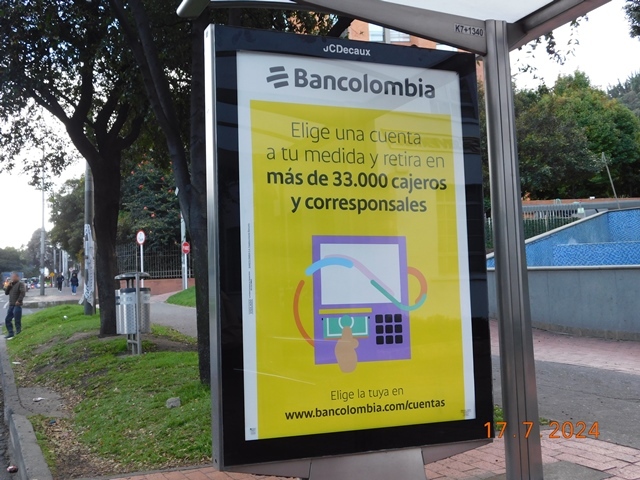 K7+1340
JCDecaux
Bancolombia
Elige una cuenta
a tu medida y retira en
más de 33.000 cajeros
y corresponsales
Elige la tuya en
www.bancolombia.com/cuentas
17.7.2024